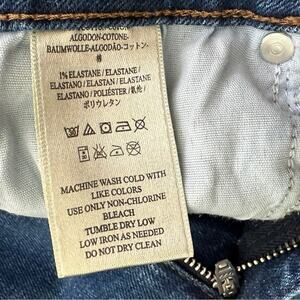 ALGODON-COTONE-
BAUMWOLLE-ALGODÃO-コットン-
棉
1% ELASTANE/ELASTANE/
ELASTANO/ELASTAN/ELASTANE/
ELASTANO/POLIÉSTER/氨纶/
ポリウレタン
MACHINE WASH COLD WITH
LIKE COLORS
USE ONLY NON-CHLORINE
BLEACH
TUMBLE DRY LOW
LOW IRON AS NEEDED
DO NOT DRY CLEAN